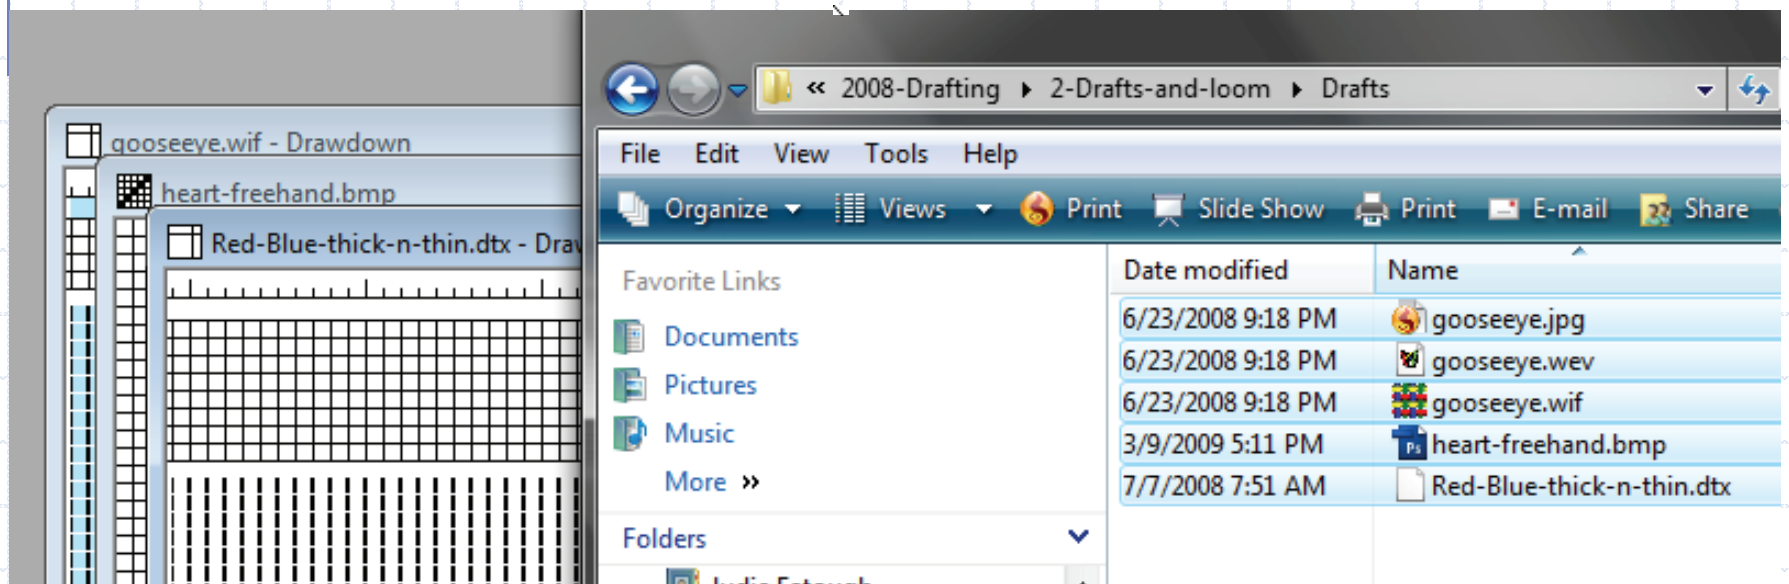 gooseeye.wif - Drawdown
heart-freehand.bmp
Red-Blue-thick-n-thin.dtx - Draw
« 2008-Drafting ▸ 2-Drafts-and-loom ▸ Drafts
File Edit View Tools Help
Organize Views Print Slide Show Print E-mail Share
Favorite Links
Documents
Pictures
Music
More »
Folders
Date modified Name
6/23/2008 9:18 PM gooseeye.jpg
6/23/2008 9:18 PM gooseeye.wev
6/23/2008 9:18 PM gooseeye.wif
3/9/2009 5:11 PM heart-freehand.bmp
7/7/2008 7:51 AM Red-Blue-thick-n-thin.dtx